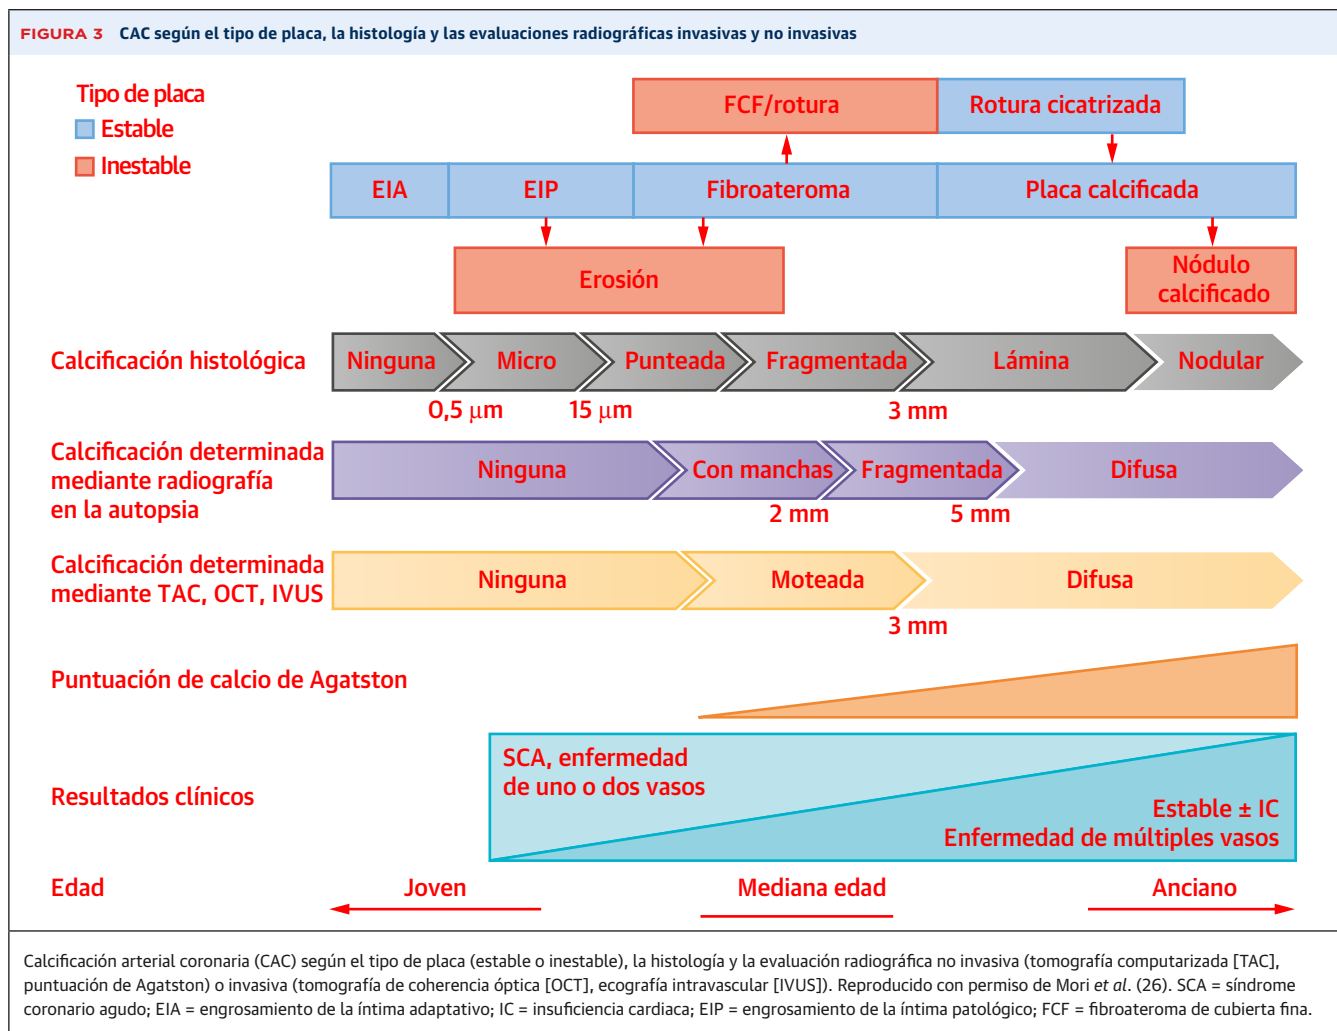 FIGURA 3 CAC según el tipo de placa, la histología y las evaluaciones radiográficas invasivas y no invasivas
Tipo de placa
Estable
Inestable
FCF/rotura
Rotura cicatrizada
EIA
EIP
Fibroateroma
Placa calcificada
Erosión
Nódulo
calcificado
Calcificación histológica
Ninguna
Micro
Punteada
Fragmentada
Lámina
Nodular
0,5 μm
15 μm
3 mm
Calcificación determinada
mediante radiografía
en la autopsia
Ninguna
Con manchas
Fragmentada
Difusa
2 mm
5 mm
Calcificación determinada
mediante TAC, OCT, IVUS
Ninguna
Moteada
Difusa
3 mm
Puntuación de calcio de Agatston
Resultados clínicos
SCA, enfermedad
de uno o dos vasos
Estable ± IC
Enfermedad de múltiples vasos
Edad
Joven
Mediana edad
Anciano
Calcificación arterial coronaria (CAC) según el tipo de placa (estable o inestable), la histología y la evaluación radiográfica no invasiva (tomografía computarizada [TAC],
puntuación de Agatston) o invasiva (tomografía de coherencia óptica [OCT], ecografía intravascular [IVUS]). Reproducido con permiso de Mori et al. (26). SCA = síndrome
coronario agudo; EIA = engrosamiento de la íntima adaptativo; IC = insuficiencia cardiaca; EIP = engrosamiento de la íntima patológico; FCF = fibroateroma de cubierta fina.